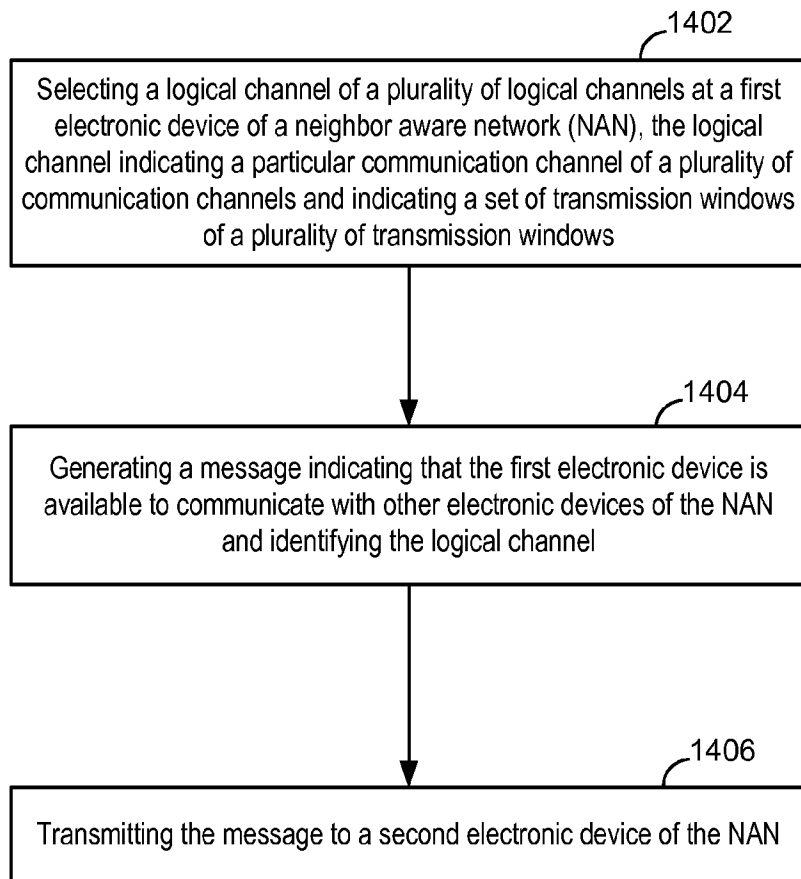 1402
Selecting a logical channel of a plurality of logical channels at a first
electronic device of a neighbor aware network (NAN), the logical
channel indicating a particular communication channel of a plurality of
communication channels and indicating a set of transmission windows
of a plurality of transmission windows
1404
Generating a message indicating that the first electronic device is
available to communicate with other electronic devices of the NAN
and identifying the logical channel
1406
Transmitting the message to a second electronic device of the NAN